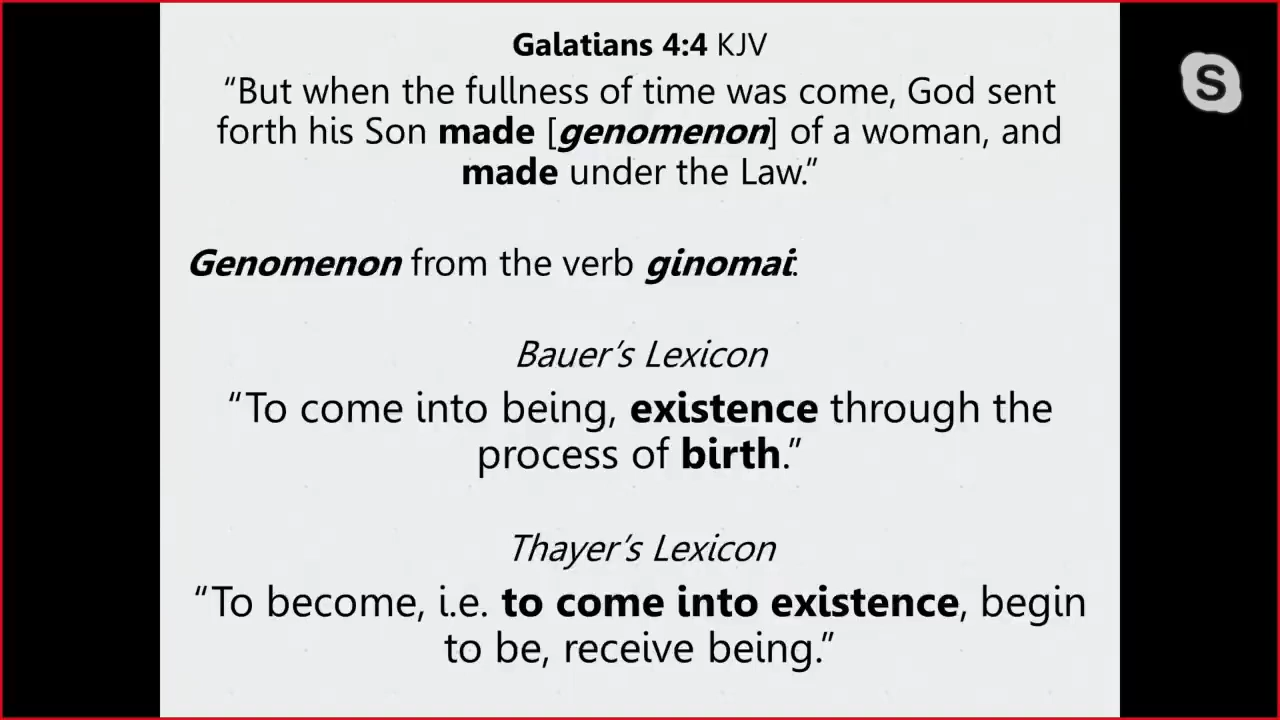 Galatians 4:4 KJV
“But when the fullness of time was come, God sent
forth his Son made [genomenon] of a woman, and
made under the Law.”
Genomenon from the verb ginomai:
Bauer’s Lexicon
“To come into being, existence through the
process of birth.”
Thayer’s Lexicon
“To become, i.e. to come into existence, begin
to be, receive being.”
S